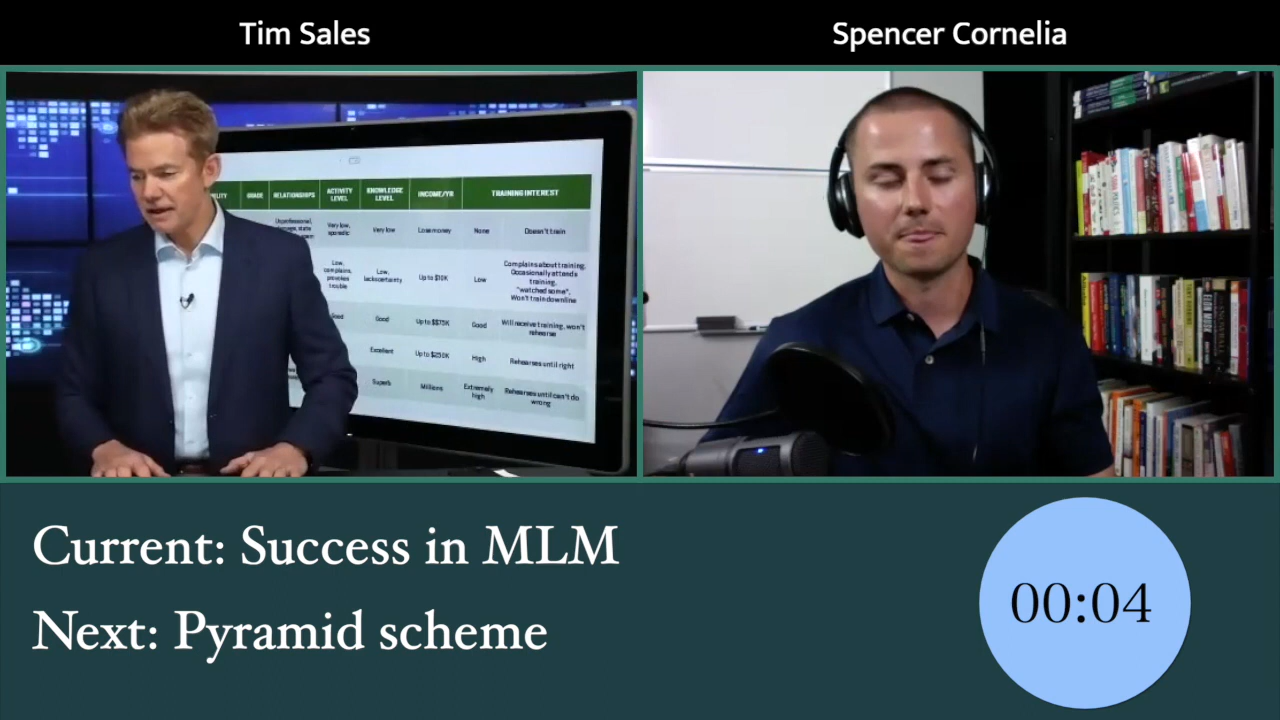 Tim Sales
Spencer Cornelia
GRADE RELATIONSHIPS ACTIVITY LEVEL KNOWLEDGE LEVEL INCOME/YR TRAINING INTEREST
Very low, sporadic Very low Lose money None Doesn't train
Low, complains, provokes trouble Low, lacks certainty Up to $10K Low Complains about training. Occasionally attends training, "watched some". Won't train downline
Good Up to $$75K Good Will receive training, won't rehearse
Excellent Up to $250K High Rehearses until right
Superb Millions Extremely high Rehearses until can't do wrong
ELON MUSK
Current: Success in MLM
Next: Pyramid scheme
00:04